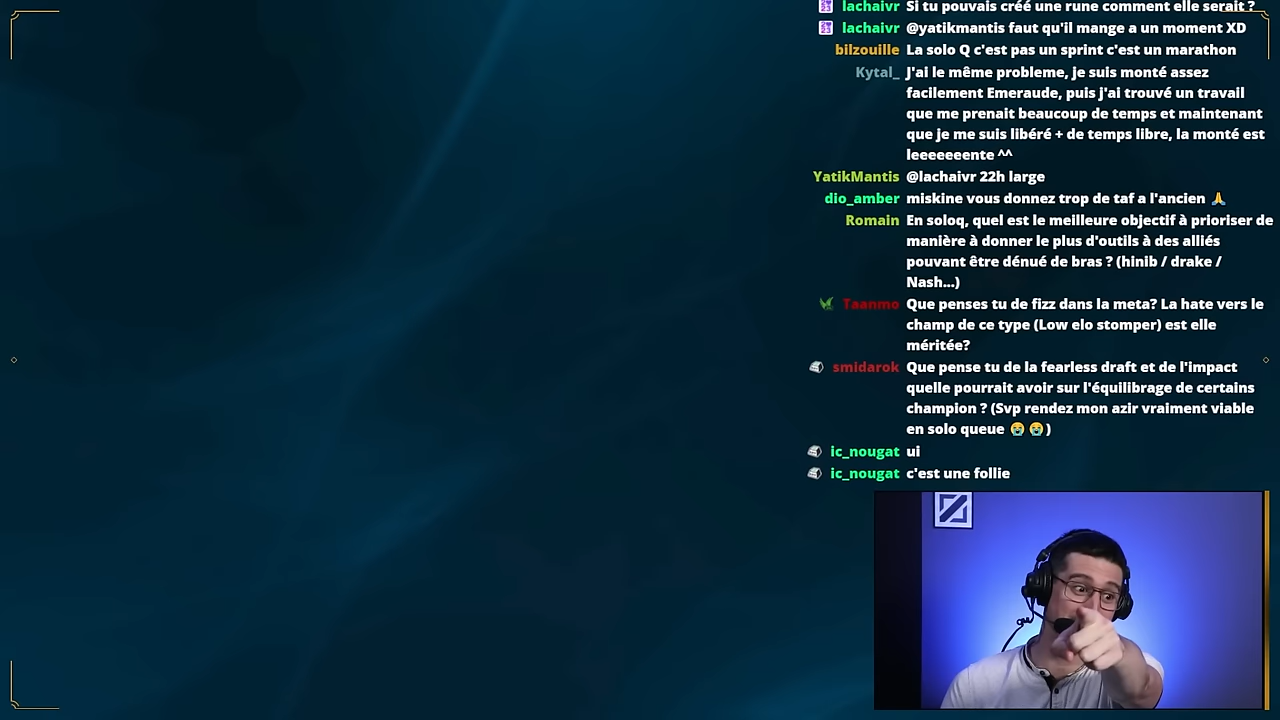 lachaivr Si tu pouvais créé une rune comment elle serait ?
lachaivr @yatikmantis faut qu'il mange a un moment XD
bilzouille La solo Q c'est pas un sprint c'est un marathon
Kytal_ J'ai le même probleme, je suis monté assez
facilement Emeraude, puis j'ai trouvé un travail
que me prenait beaucoup de temps et maintenant
que je me suis libéré + de temps libre, la monté est
leeeeeeente ^^
YatikMantis @lachaivr 22h large
dio_amber miskine vous donnez trop de taf a l'ancien 🙏
Romain En soloq, quel est le meilleure objectif à prioriser de
manière à donner le plus d'outils à des alliés
pouvant être dénué de bras ? (hinib / drake /
Nash...)
Taanmo Que penses tu de fizz dans la meta? La hate vers le
champ de ce type (Low elo stomper) est elle
méritée?
smidarok Que pense tu de la fearless draft et de l'impact
quelle pourrait avoir sur l'équilibrage de certains
champion ? (Svp rendez mon azir vraiment viable
en solo queue 😭 😭)
ic_nougat ui
ic_nougat c'est une follie